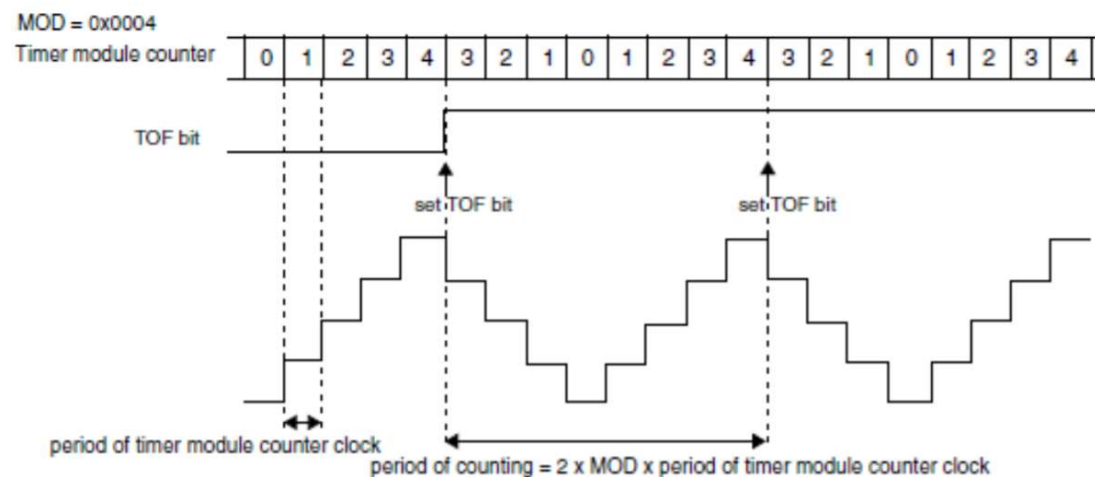 MOD = 0x0004
Timer module counter
0 1 2 3 4 3 2 1 0 1 2 3 4 3 2 1 0 1 2 3 4
TOF bit
set TOF bit set TOF bit
period of timer module counter clock
period of counting = 2 x MOD x period of timer module counter clock